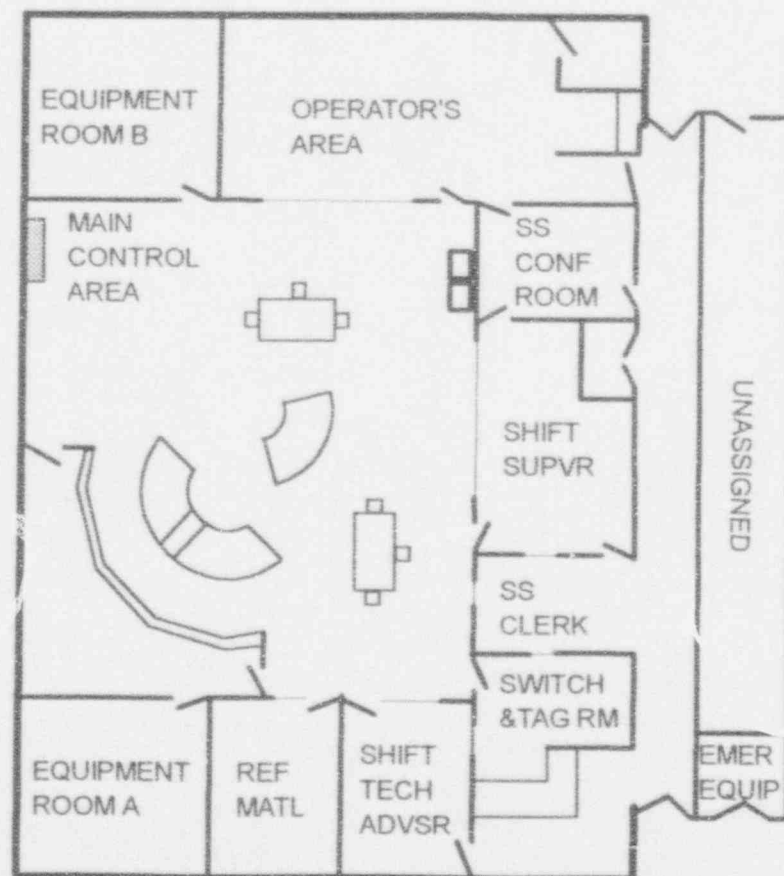 EQUIPMENT
ROOM B
OPERATOR'S
AREA
MAIN
CONTROL
AREA
SS
CONF.
ROOM
SHIFT
SUPVR
UNASSIGNED
SS
CLERK
SWITCH
&TAG RM
EQUIPMENT
ROOM A
REF
MATL
SHIFT
TECH
ADVSR
EMER
EQUIP